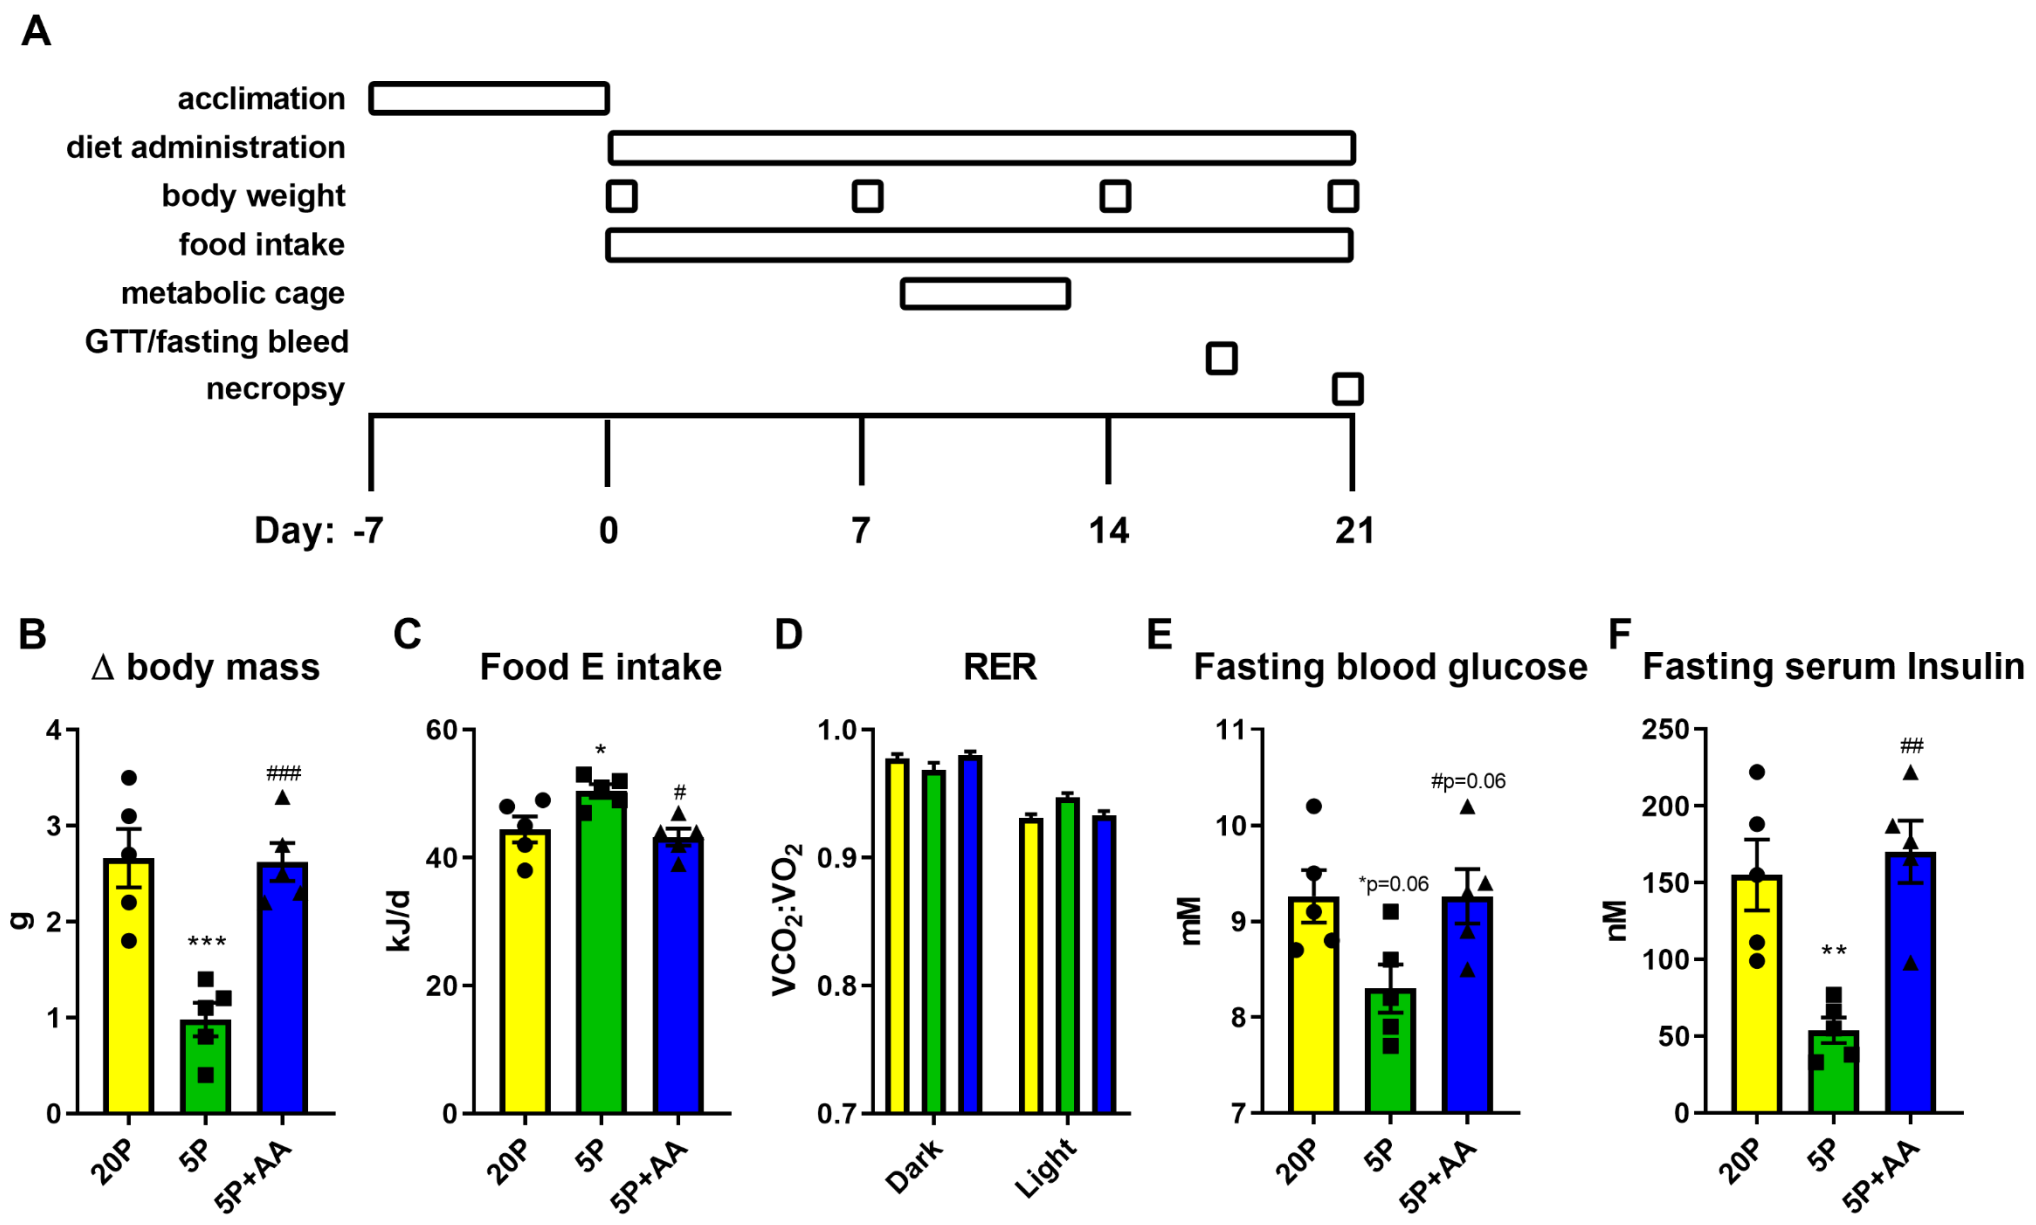 A
acclimation
diet administration
body weight
food intake
metabolic cage
GTT/fasting bleed
necropsy
Day: -7 0 7 14 21
B
Δ body mass
4
3
2
1
0
g
***
###
20P
5P
5P+AA
C
Food E intake
60
40
20
0
kJ/d
*
#
20P
5P
5P+AA
D
RER
1.0
0.9
0.8
0.7
VCO₂:VO₂
Dark
Light
E
Fasting blood glucose
11
10
9
8
7
mM
*p=0.06
#p=0.06
20P
5P
5P+AA
F
Fasting serum Insulin
250
200
150
100
50
0
nM
**
##
20P
5P
5P+AA